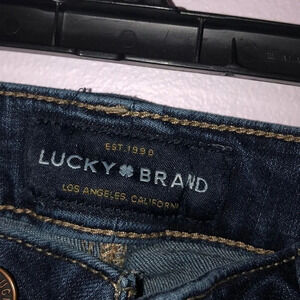 EST. 1990
LUCKY BRAND
LOS ANGELES, CALIFORNI